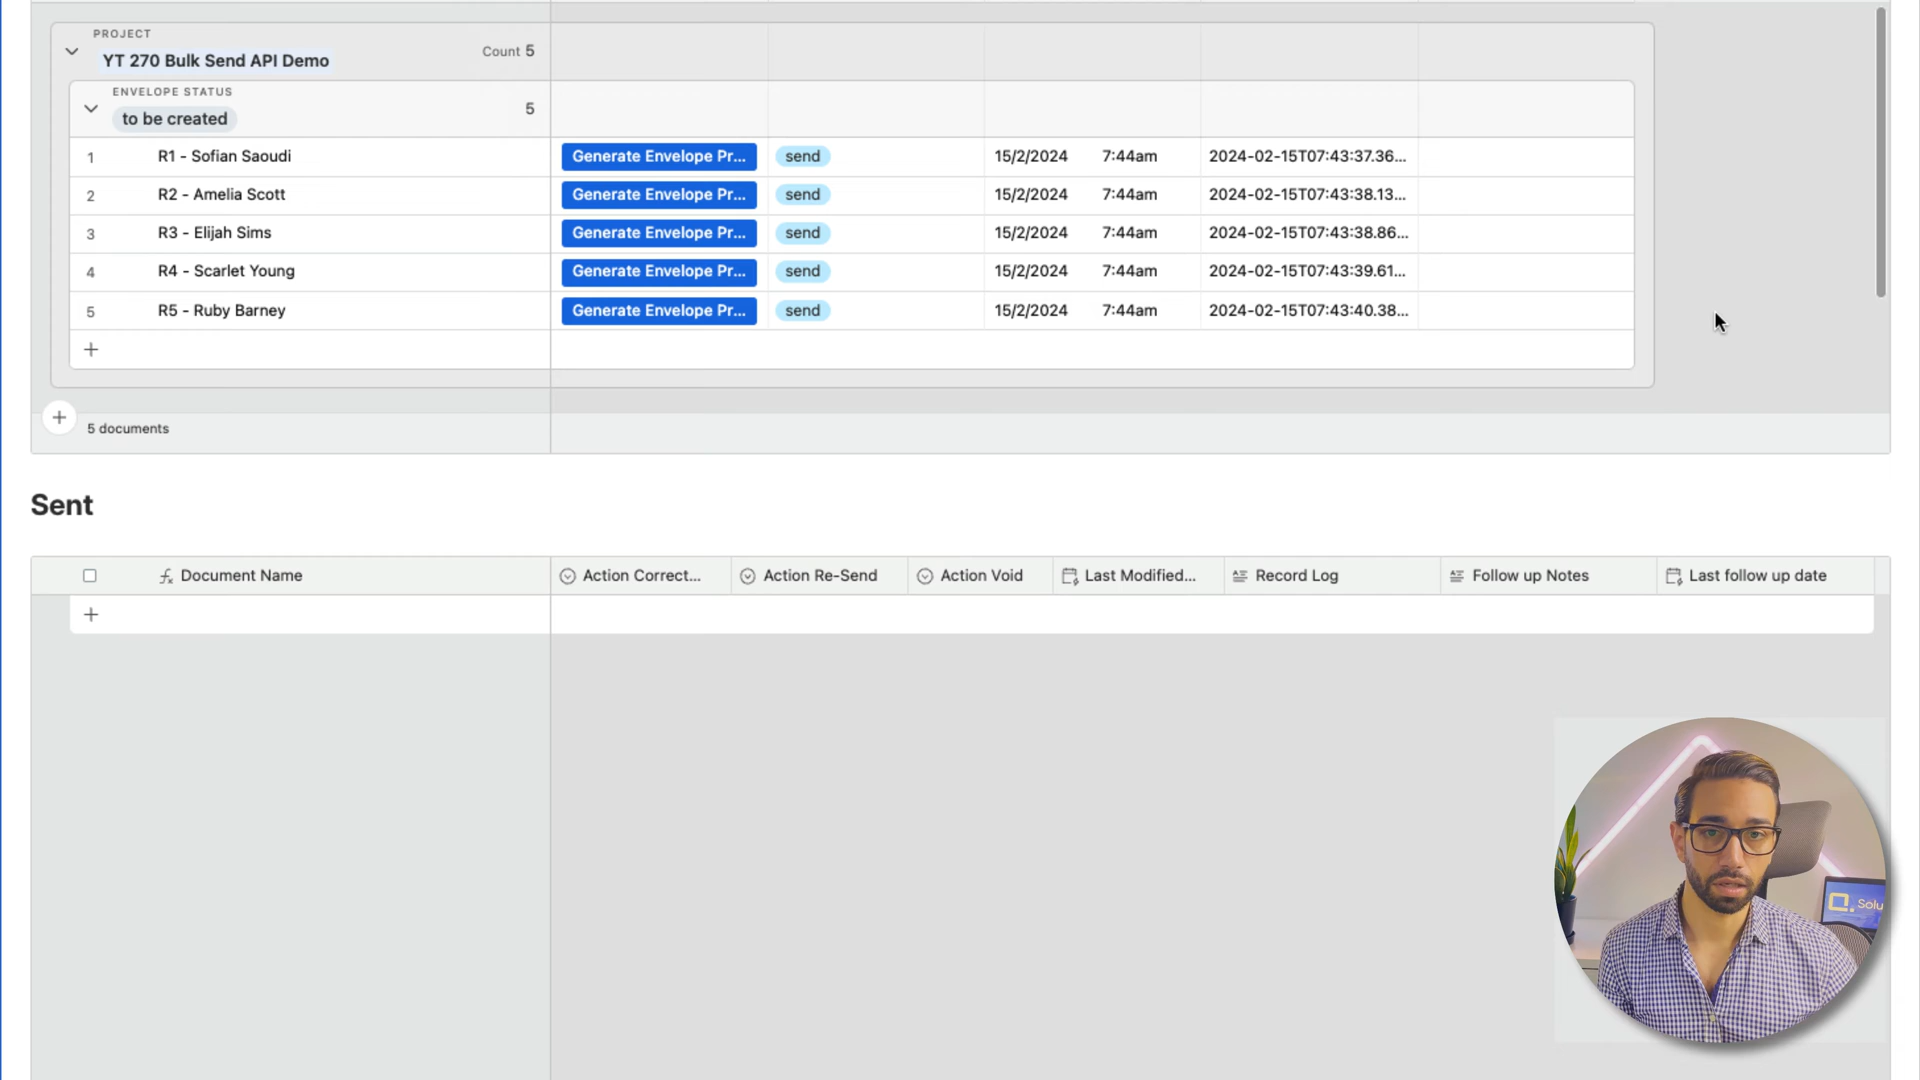 PROJECT
YT 270 Bulk Send API Demo
Count 5
ENVELOPE STATUS
to be created
5
1 R1 - Sofian Saoudi Generate Envelope Pr... send 15/2/2024 7:44am 2024-02-15T07:43:37.36...
2 R2 - Amelia Scott Generate Envelope Pr... send 15/2/2024 7:44am 2024-02-15T07:43:38.13...
3 R3 - Elijah Sims Generate Envelope Pr... send 15/2/2024 7:44am 2024-02-15T07:43:38.86...
4 R4 - Scarlet Young Generate Envelope Pr... send 15/2/2024 7:44am 2024-02-15T07:43:39.61...
5 R5 - Ruby Barney Generate Envelope Pr... send 15/2/2024 7:44am 2024-02-15T07:43:40.38...
5 documents
Sent
Document Name Action Correct... Action Re-Send Action Void Last Modified... Record Log Follow up Notes Last follow up date
Q. Solu